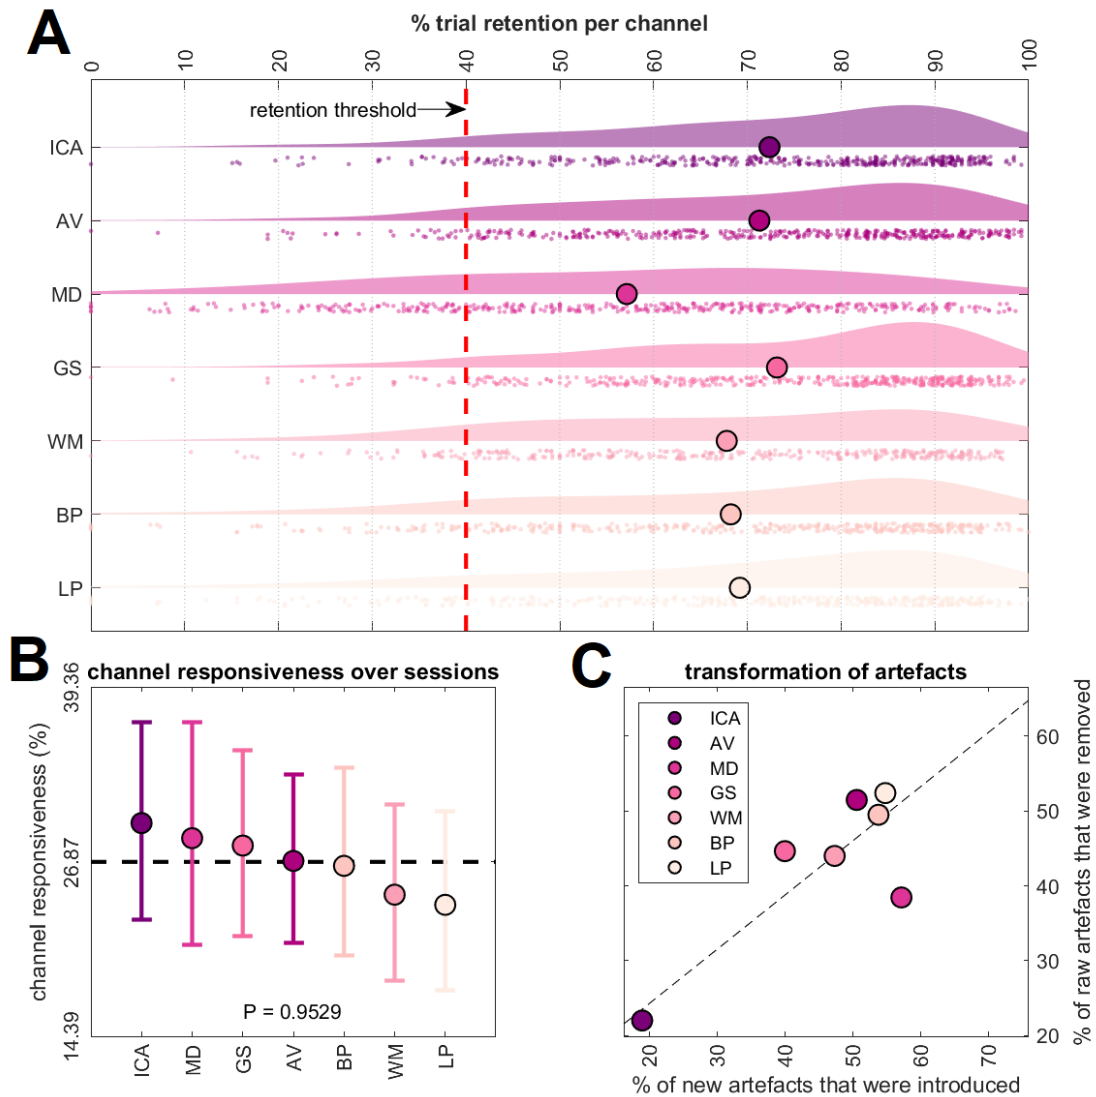 A
% trial retention per channel
0 10 20 30 40 50 60 70 80 90 100
retention threshold
ICA
AV
MD
GS
WM
BP
LP
B
channel responsiveness over sessions
channel responsiveness (%)
39.36
26.87
14.39
P = 0.9529
ICA MD GS AV BP WM LP
C
transformation of artefacts
ICA
AV
MD
GS
WM
BP
LP
60
50
40
30
20
% of raw artefacts that were removed
20 30 40 50 60 70
% of new artefacts that were introduced